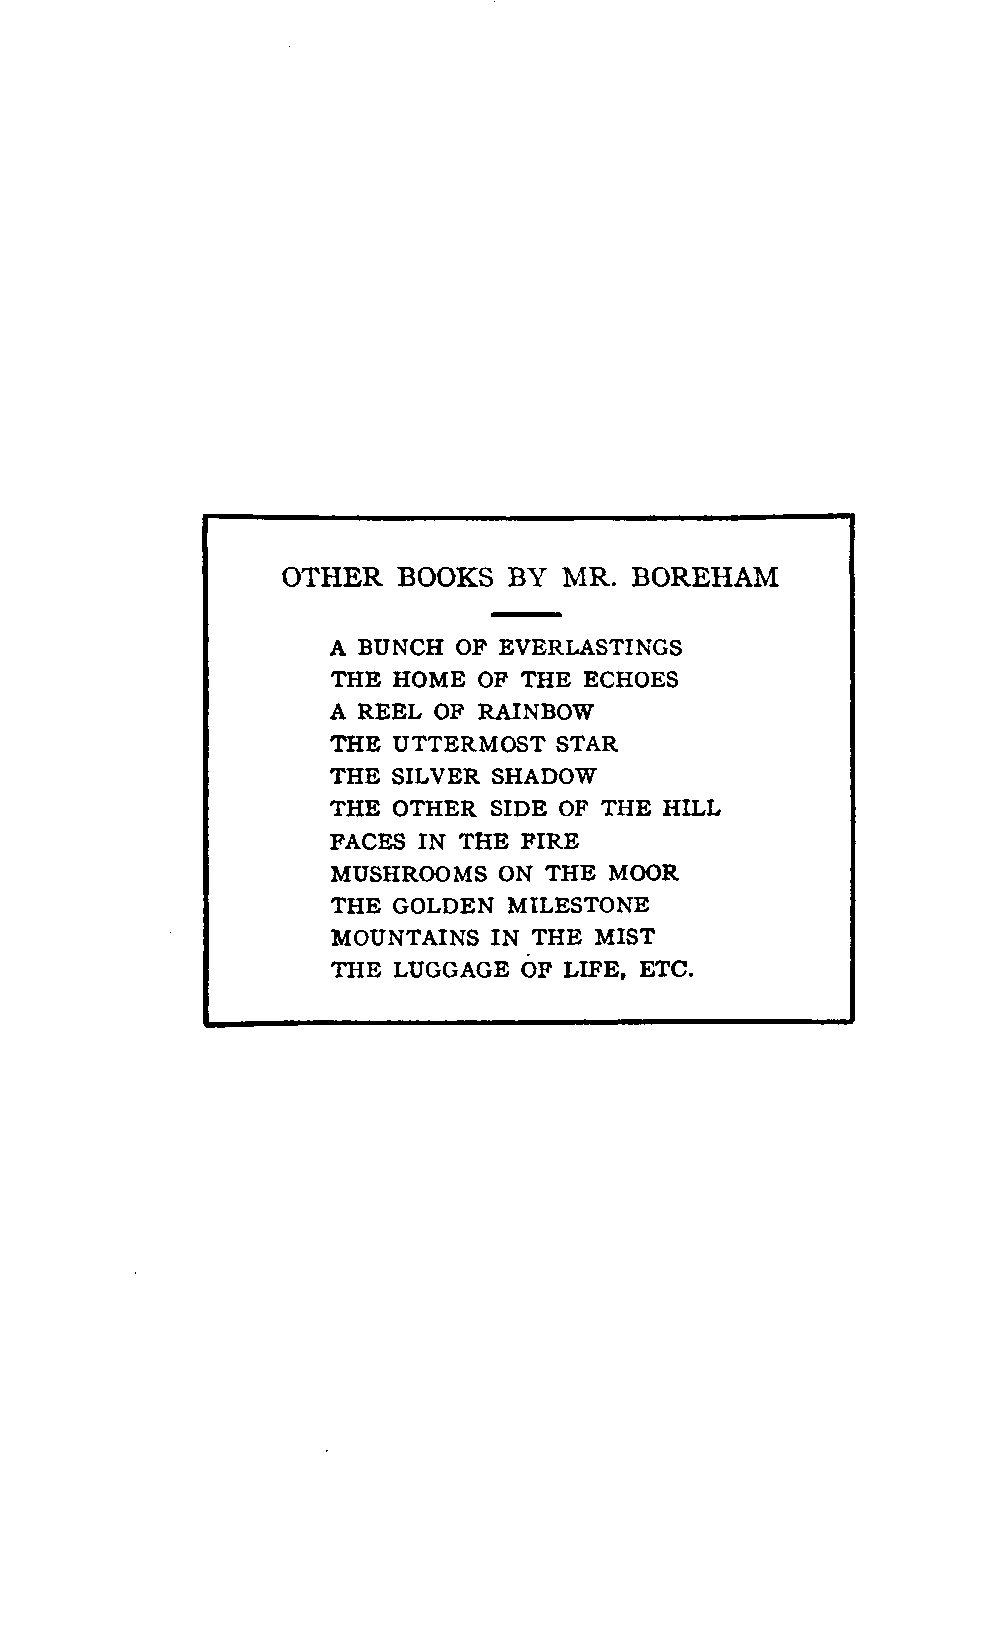 OTHER BOOKS BY MR. BOREHAM
A BUNCH OF EVERLASTINGS
THE HOME OF THE ECHOES
A REEL OF RAINBOW
THE UTTERMOST STAR
THE SILVER SHADOW
THE OTHER SIDE OF THE HILL
FACES IN THE FIRE
MUSHROOMS ON THE MOOR
THE GOLDEN MILESTONE
MOUNTAINS IN THE MIST
THE LUGGAGE OF LIFE, ETC.